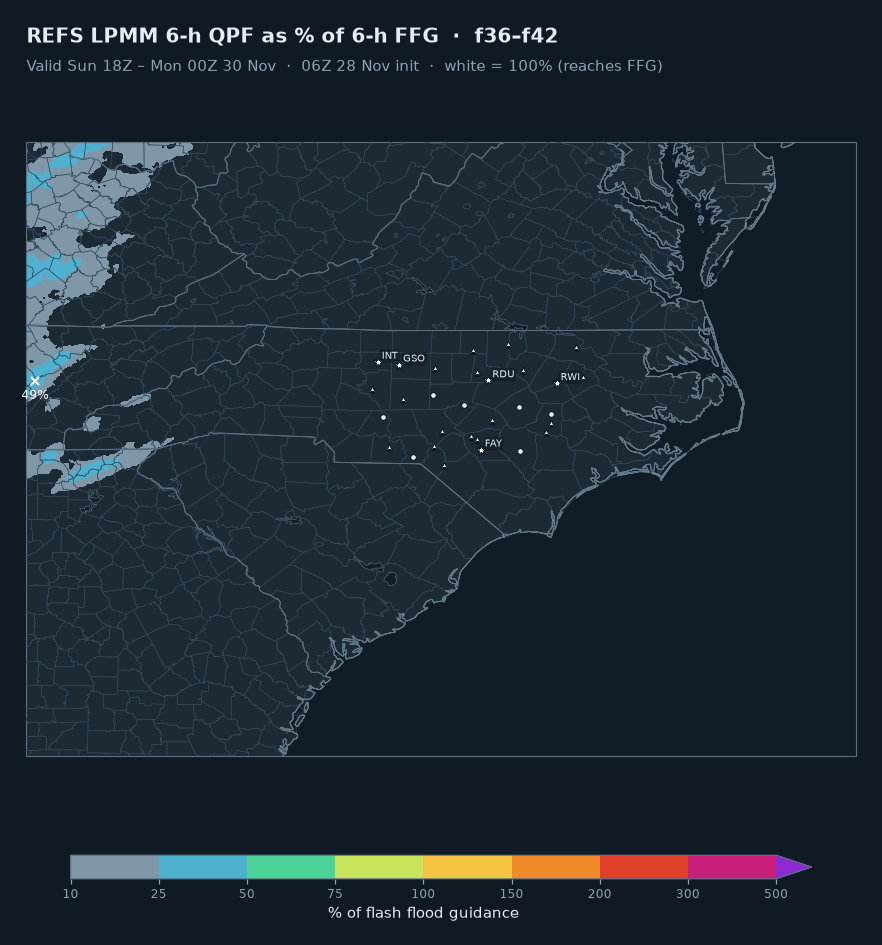 REFS LPMM 6-h QPF as % of 6-h FFG · f36–f42
Valid Sun 18Z – Mon 00Z 30 Nov · 06Z 28 Nov init · white = 100% (reaches FFG)
INT
GSO
RDU
RWI
49%
FAY
10 25 50 75 100 150 200 300 500
% of flash flood guidance